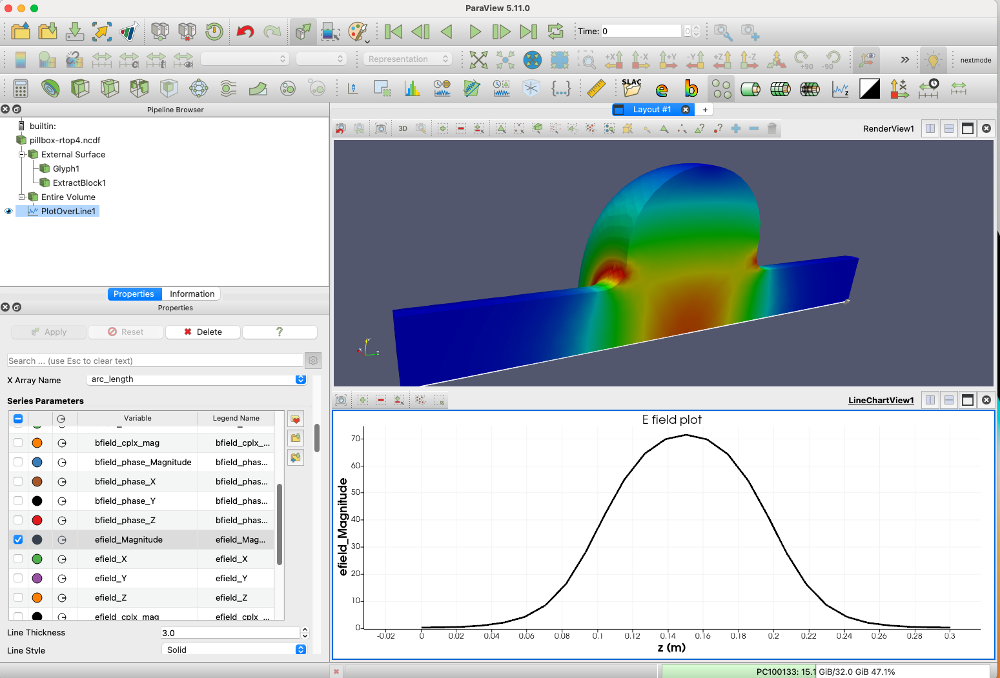 ParaView 5.11.0
Time: 0
0
Representation
+X
-X
+Y
-Y
+Z
-Z
+90
-90
nextmode
SLAC
e
b
Pipeline Browser
Layout #1
+
builtin:
pillbox-rtop4.ncdf
External Surface
Glyph1
ExtractBlock1
Entire Volume
PlotOverLine1
3D
RenderView1
Y
X
Z
Properties
Information
Properties
Apply
Reset
Delete
?
Search ... (use Esc to clear text)
X Array Name
arc_length
Series Parameters
Variable
Legend Name
bfield_cplx_mag
bfield_cplx_...
bfield_phase_Magnitude
bfield_phas...
bfield_phase_X
bfield_phas...
bfield_phase_Y
bfield_phas...
bfield_phase_Z
bfield_phas...
efield_Magnitude
efield_Mag...
efield_X
efield_X
efield_Y
efield_Y
efield_Z
efield_Z
efield_cplx_mag
efield_cplx_...
Line Thickness
3.0
Line Style
Solid
LineChartView1
E field plot
efield_Magnitude
70
60
50
40
30
20
10
0
-0.02
0
0.02
0.04
0.06
0.08
0.1
0.12
0.14
0.16
0.18
0.2
0.22
0.24
0.26
0.28
0.3
z (m)
PC100133: 15.1 GiB/32.0 GiB 47.1%